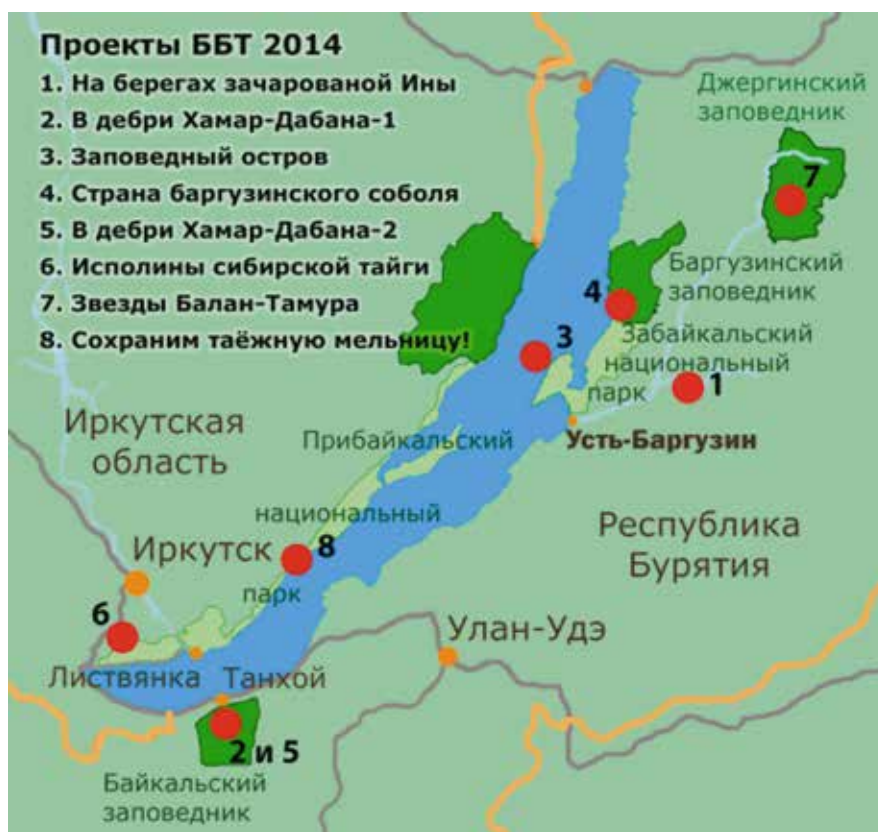 Проекты ББТ 2014
1. На берегах зачарованой Ины
2. В дебри Хамар-Дабана-1
3. Заповедный остров
4. Страна баргузинского соболя
5. В дебри Хамар-Дабана-2
6. Исполины сибирской тайги
7. Звезды Балан-Тамура
8. Сохраним таёжную мельницу!
Джергинский
заповедник
7
Баргузинский
заповедник
4
3
Забайкальский
национальный
парк
1
Усть-Баргузин
Иркутская
область
Прибайкальский
национальный
парк
Республика
Бурятия
Иркутск
8
6
Улан-Удэ
Листвянка
Танхой
2 и 5
Байкальский
заповедник